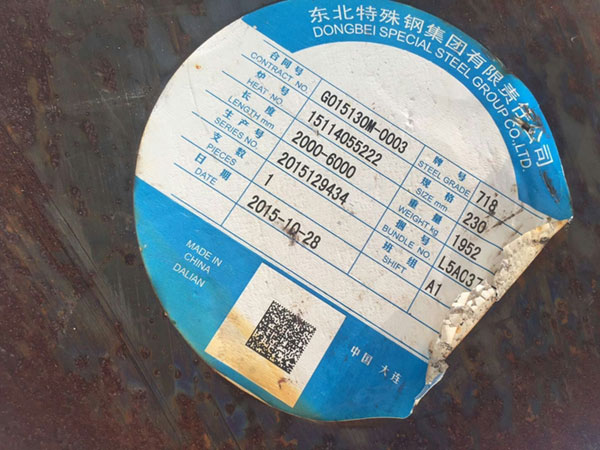 东北特殊钢集团有限责任公司
DONGBEI SPECIAL STEEL GROUP CO.,LTD.
合同号 G015130M-0003 牌号 718
CONTRACT NO. STEEL GRADE
炉号 15114055222 规格 230
HEAT NO. SIZE mm
长度 2000-6000 重量 1952
LENGTH mm WEIGHT kg
生产号 2015129434 捆号 L5AC37
SERIES NO. BUNDLE NO.
支数 1 班组 A1
PIECES SHIFT
日期 2015-10-28
DATE
MADE IN
CHINA
DALIAN
中国 大连